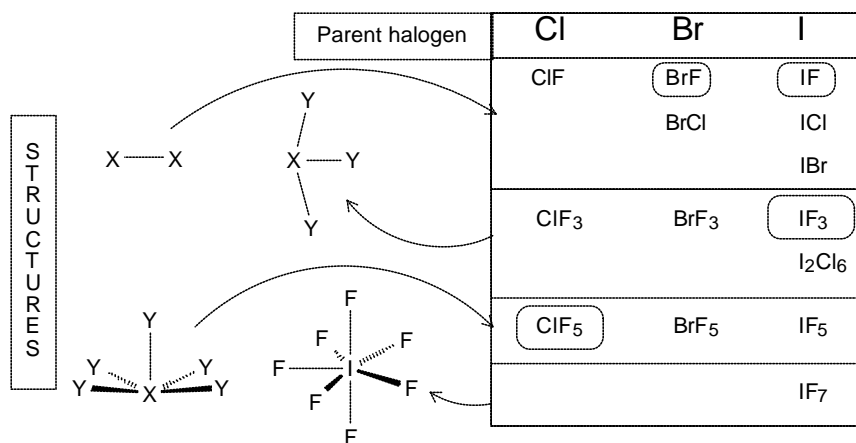 Parent halogen
Cl Br I
ClF BrF IF
BrCl ICl
IBr
ClF3 BrF3 IF3
I2Cl6
ClF5 BrF5 IF5
IF7
STRUCTURES
X X
Y
X Y
Y
Y
Y Y
Y X Y
F
F F
F I
F F
F